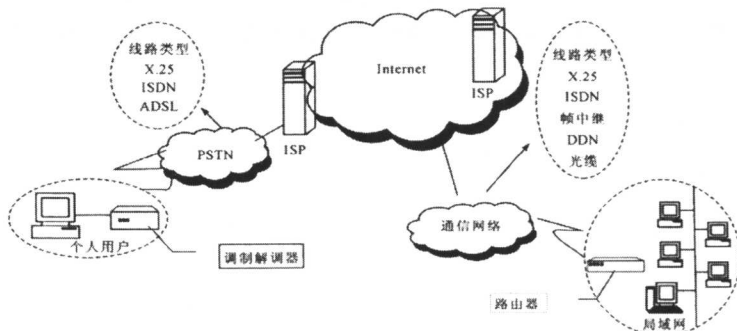 线路类型
X.25
ISDN
ADSL
Internet
ISP
ISP
PSTN
线路类型
X.25
ISDN
帧中继
DDN
光缆
个人用户
调制解调器
通信网络
路由器
局域网